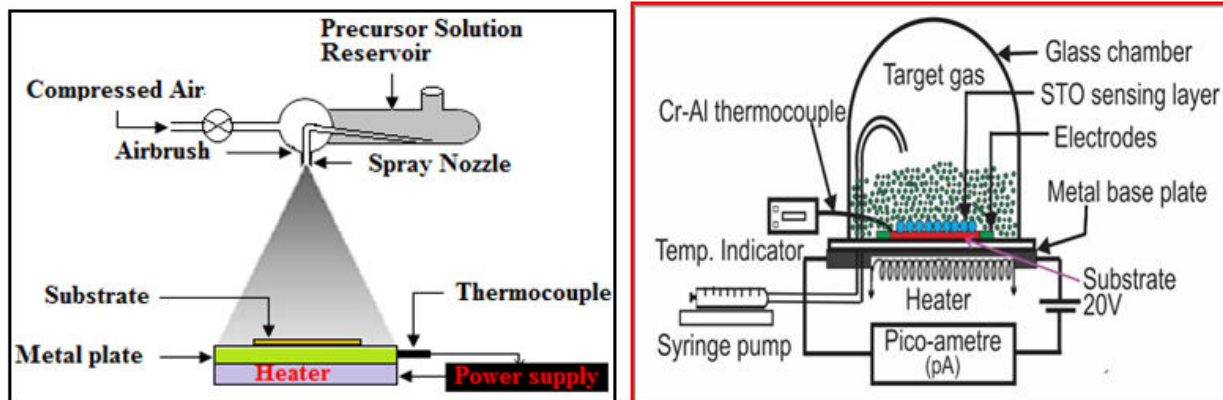 Precursor Solution
Reservoir
Compressed Air
Airbrush
Spray Nozzle
Substrate
Thermocouple
Metal plate
Heater
Power supply
Glass chamber
Target gas
STO sensing layer
Cr-Al thermocouple
Electrodes
Metal base plate
Temp. Indicator
Substrate
Heater
20V
Syringe pump
Pico-ametre
(pA)